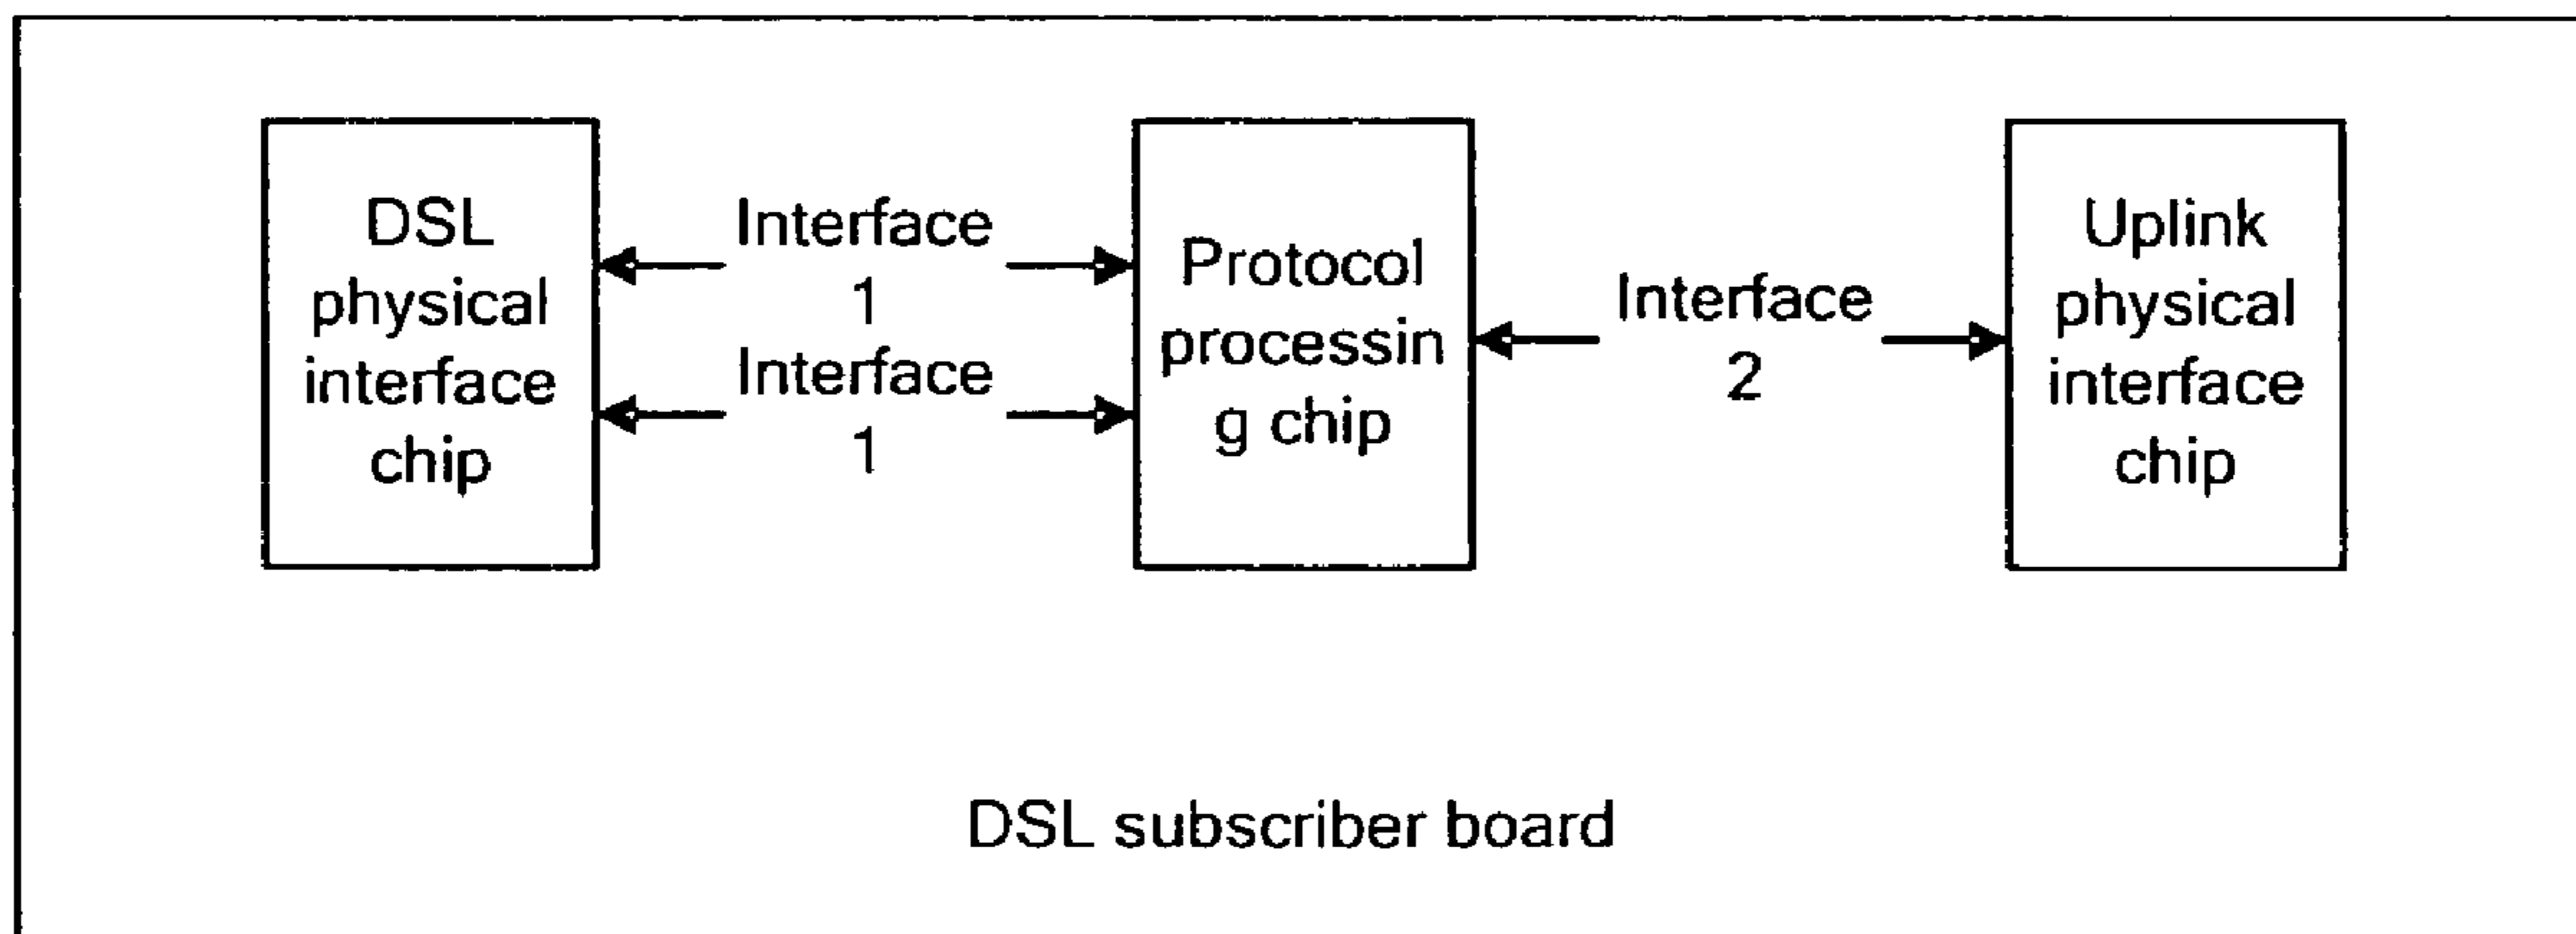 DSL
physical
interface
chip
Interface
1
Interface
1
Protocol
processin
g chip
Interface
2
Uplink
physical
interface
chip
DSL subscriber board